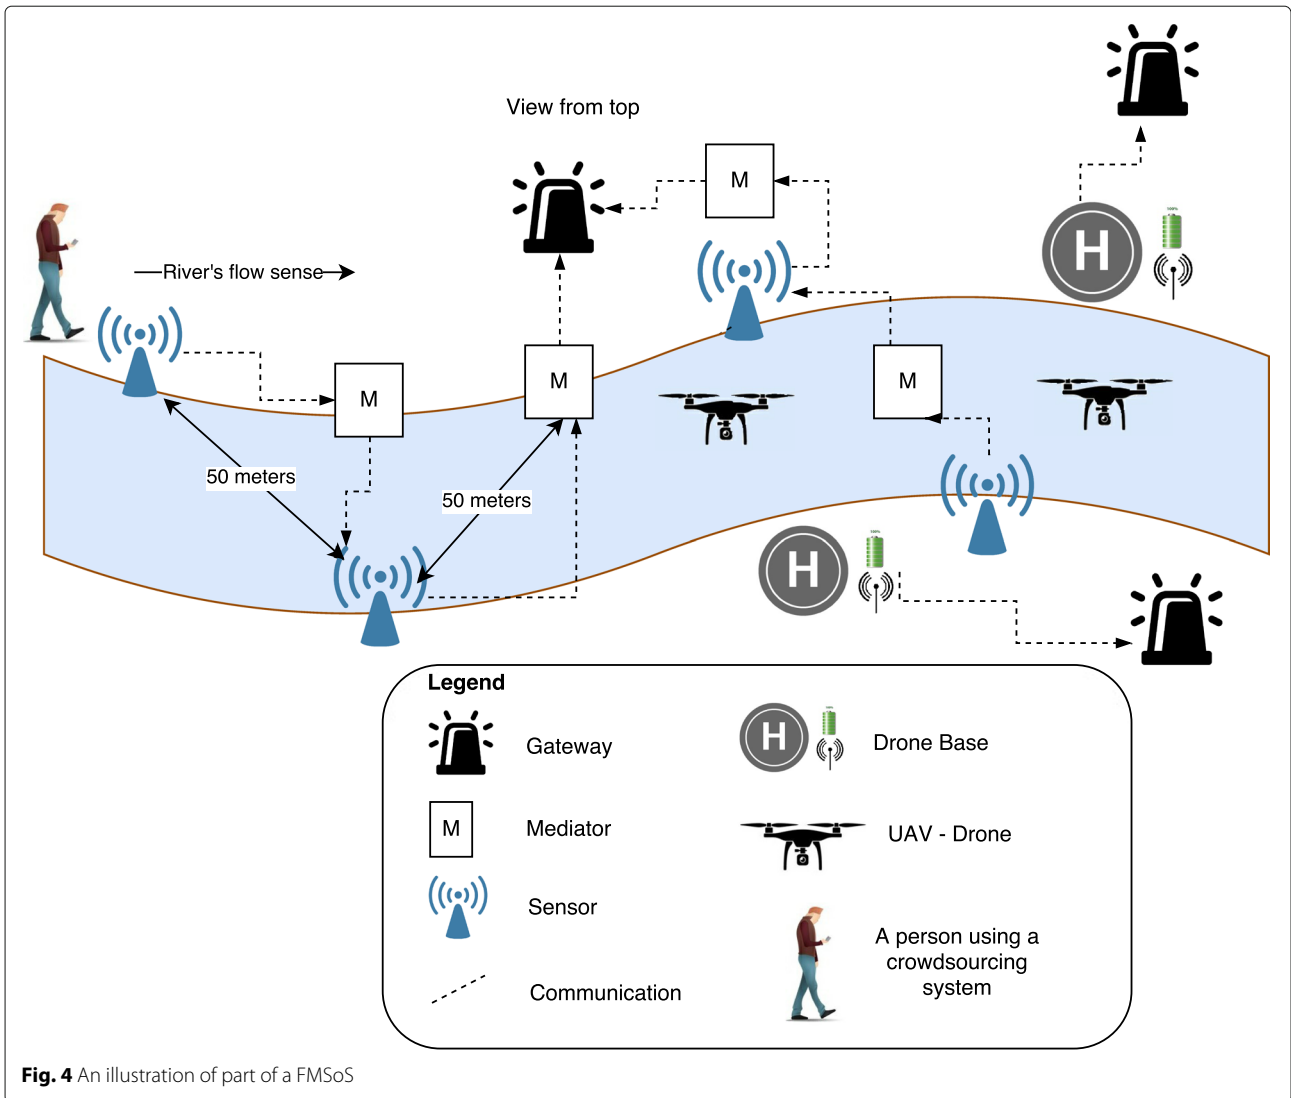 View from top
M
H
River's flow sense
M
M
M
50 meters
50 meters
H
Legend
Gateway
H
Drone Base
M
Mediator
UAV - Drone
Sensor
A person using a
crowdsourcing
system
Communication
Fig. 4 An illustration of part of a FMSoS